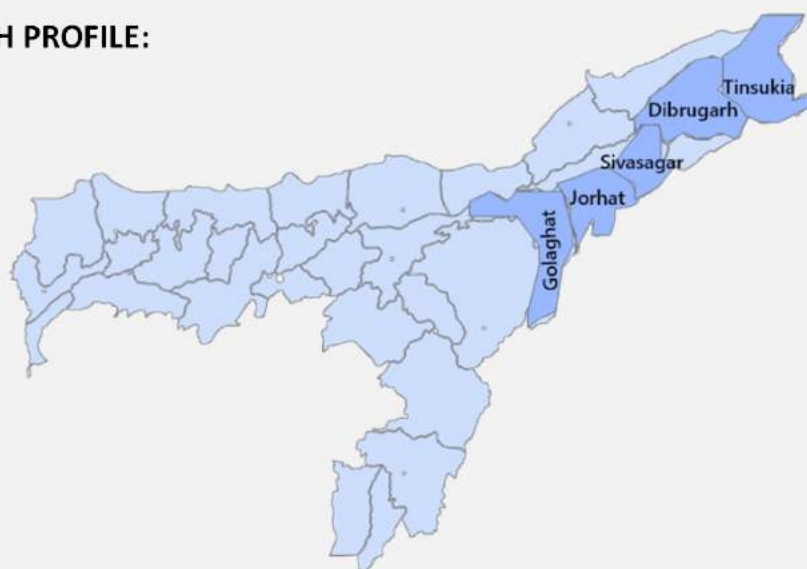 H PROFILE:
Tinsukia
Dibrugarh
Sivasagar
Jorhat
Golaghat